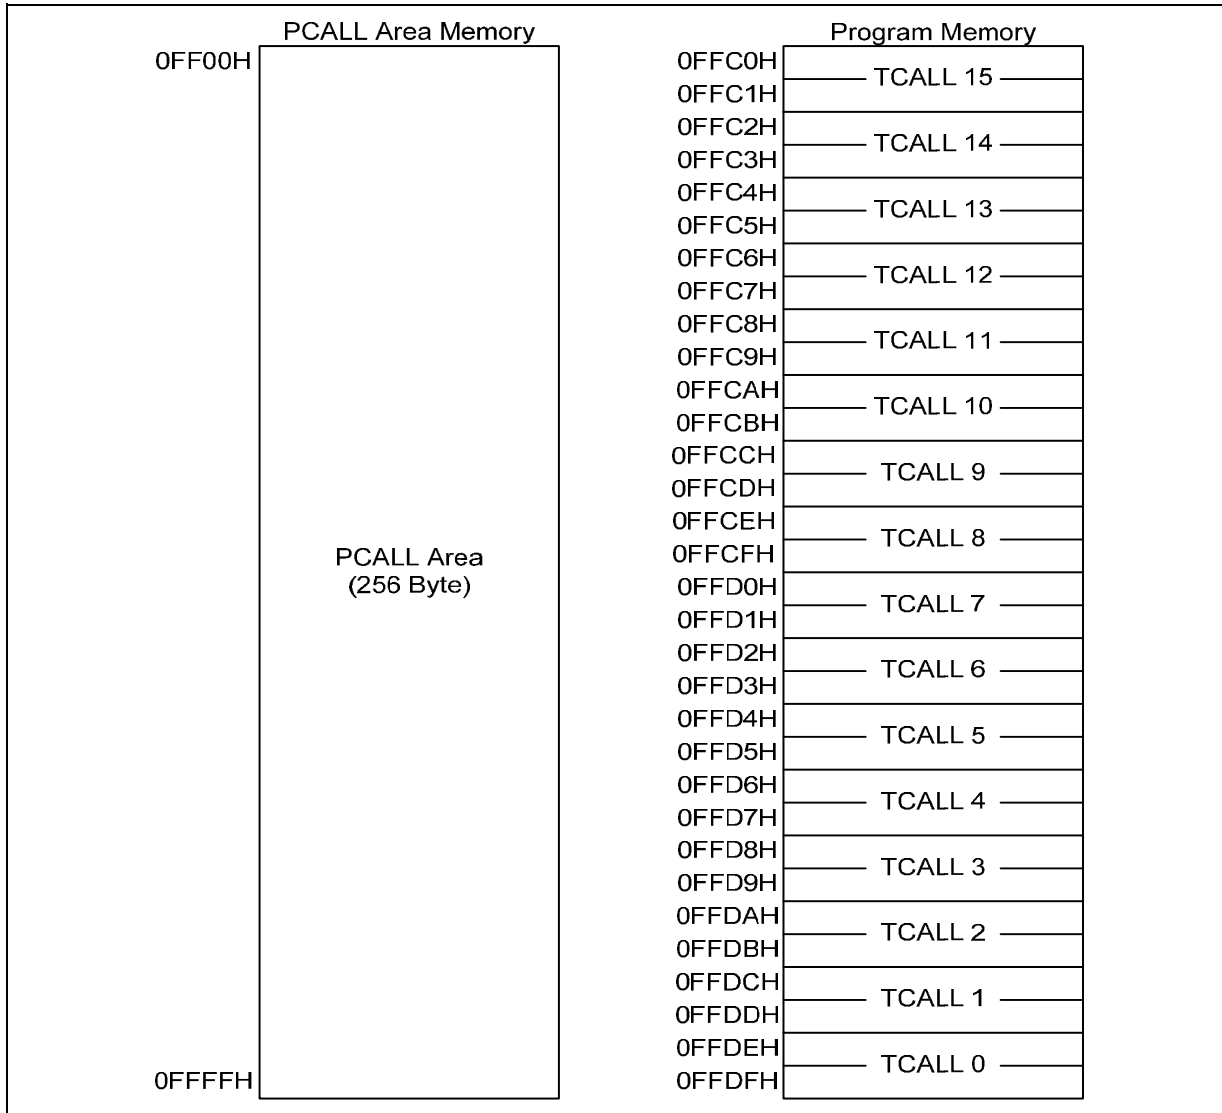 PCALL Area Memory
0FF00H
PCALL Area
(256 Byte)
0FFFFH
Program Memory
0FFC0H
TCALL 15
0FFC1H
0FFC2H
TCALL 14
0FFC3H
0FFC4H
TCALL 13
0FFC5H
0FFC6H
TCALL 12
0FFC7H
0FFC8H
TCALL 11
0FFC9H
0FFCAH
TCALL 10
0FFCBH
0FFCCH
TCALL 9
0FFCDH
0FFCEH
TCALL 8
0FFCFH
0FFD0H
TCALL 7
0FFD1H
0FFD2H
TCALL 6
0FFD3H
0FFD4H
TCALL 5
0FFD5H
0FFD6H
TCALL 4
0FFD7H
0FFD8H
TCALL 3
0FFD9H
0FFDAH
TCALL 2
0FFDBH
0FFDCH
TCALL 1
0FFDDH
0FFDEH
TCALL 0
0FFDFH